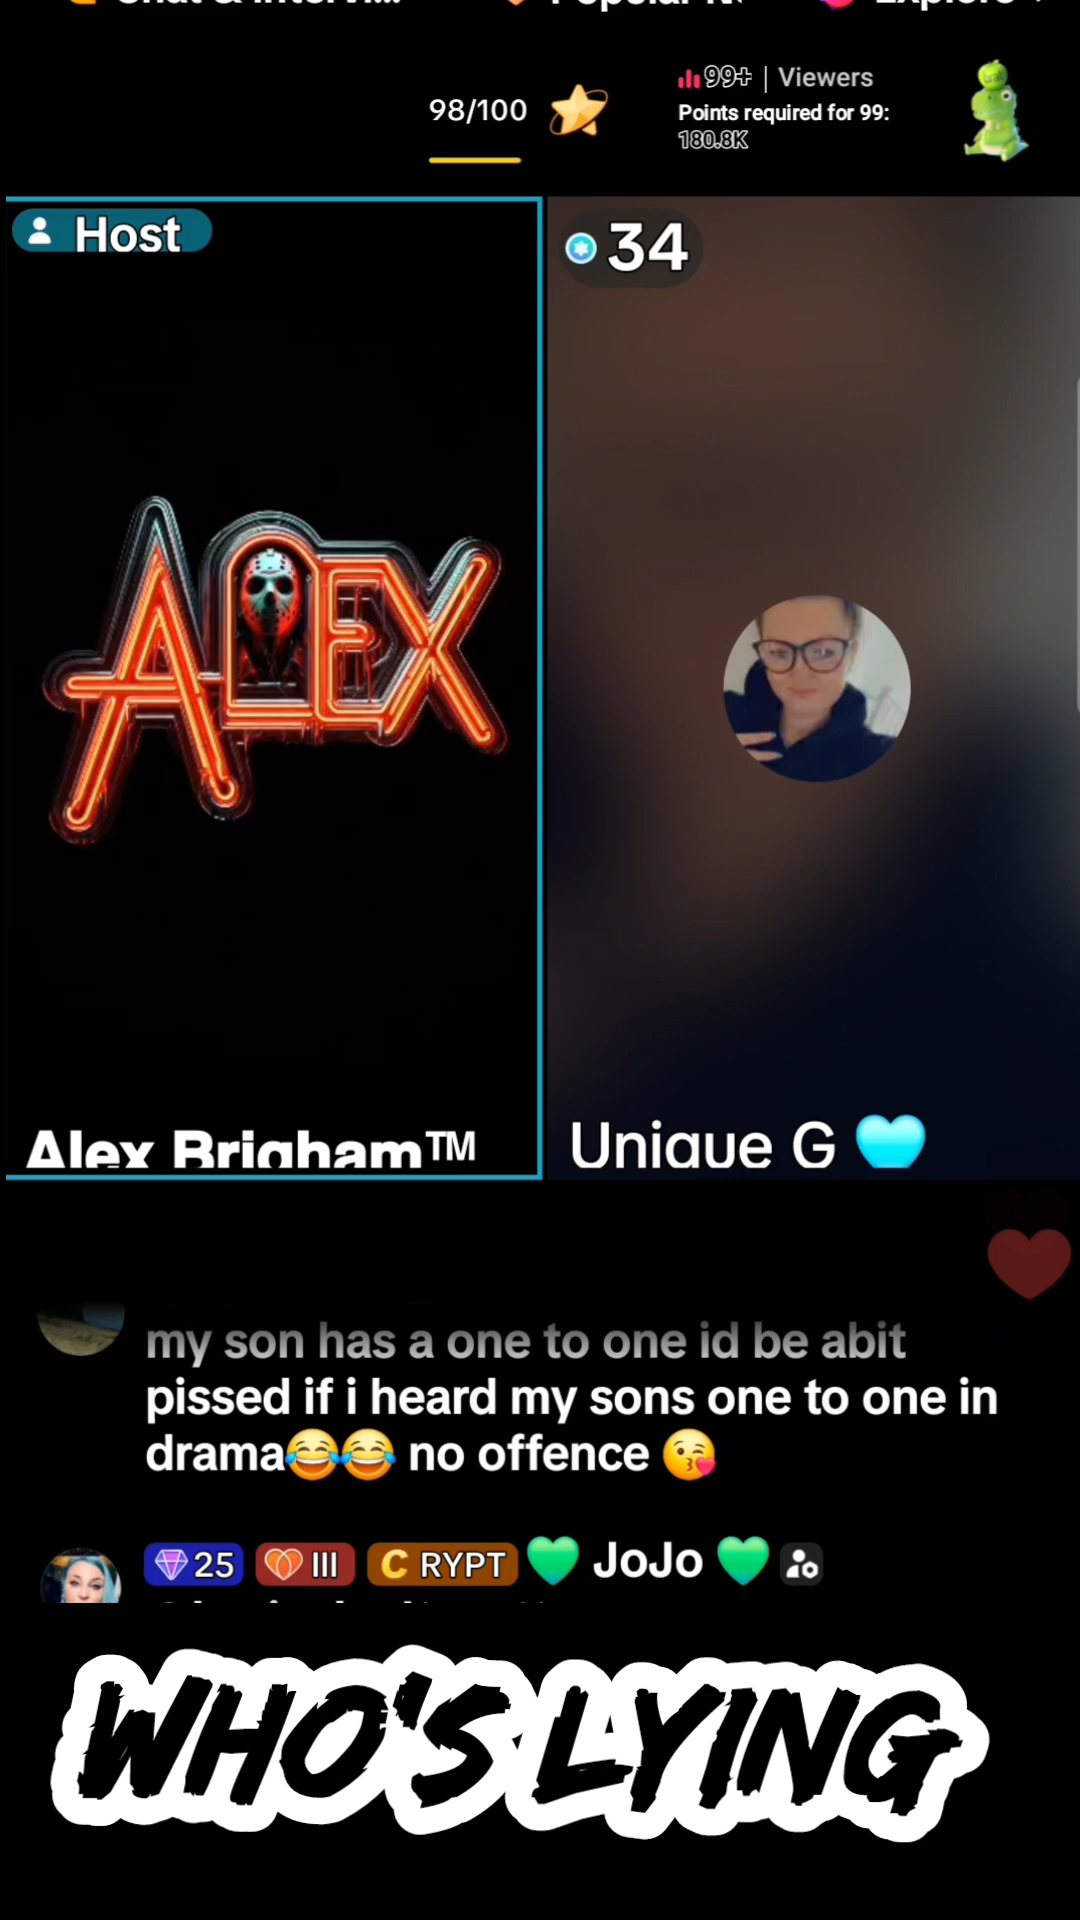 98/100
99+ | Viewers
Points required for 99:
180.8K
Host
34
ALEX
Alex Brigham™
Unique G 🩵
my son has a one to one id be abit
pissed if i heard my sons one to one in
drama😂😂 no offence 😘
25 III C RYPT 💚 JoJo 💚
WHO'S LYING